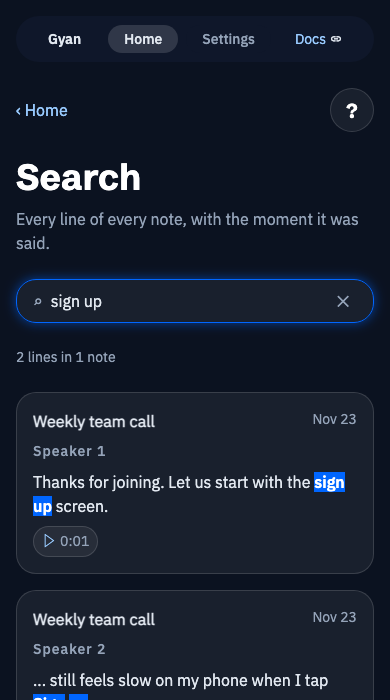 Gyan Home Settings Docs
‹ Home ?
Search
Every line of every note, with the moment it was
said.
sign up
2 lines in 1 note
Weekly team call Nov 23
Speaker 1
Thanks for joining. Let us start with the sign
up screen.
0:01
Weekly team call Nov 23
Speaker 2
... still feels slow on my phone when I tap